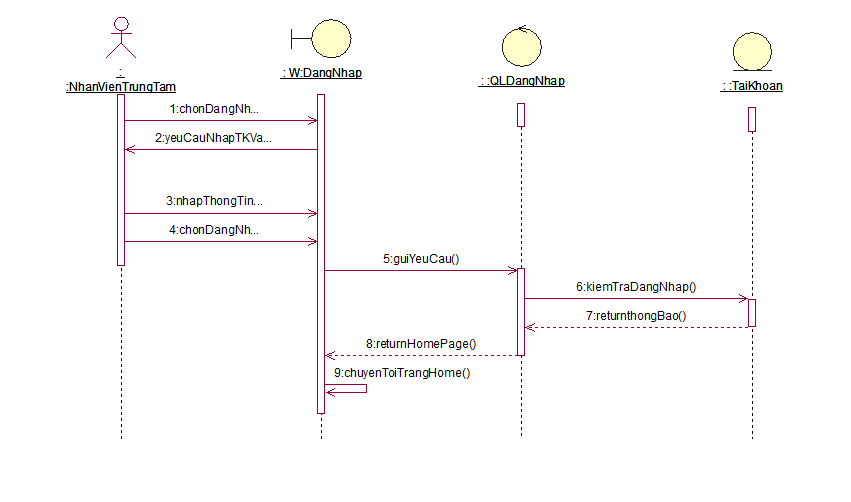 :
:NhanVienTrungTam
: W:DangNhap
: :QLDangNhap
: :TaiKhoan
1:chonDangNh...
2:yeuCauNhapTKVa...
3:nhapThongTin...
4:chonDangNh...
5:guiYeuCau()
6:kiemTraDangNhap()
7:returnthongBao()
8:returnHomePage()
9:chuyenToiTrangHome()